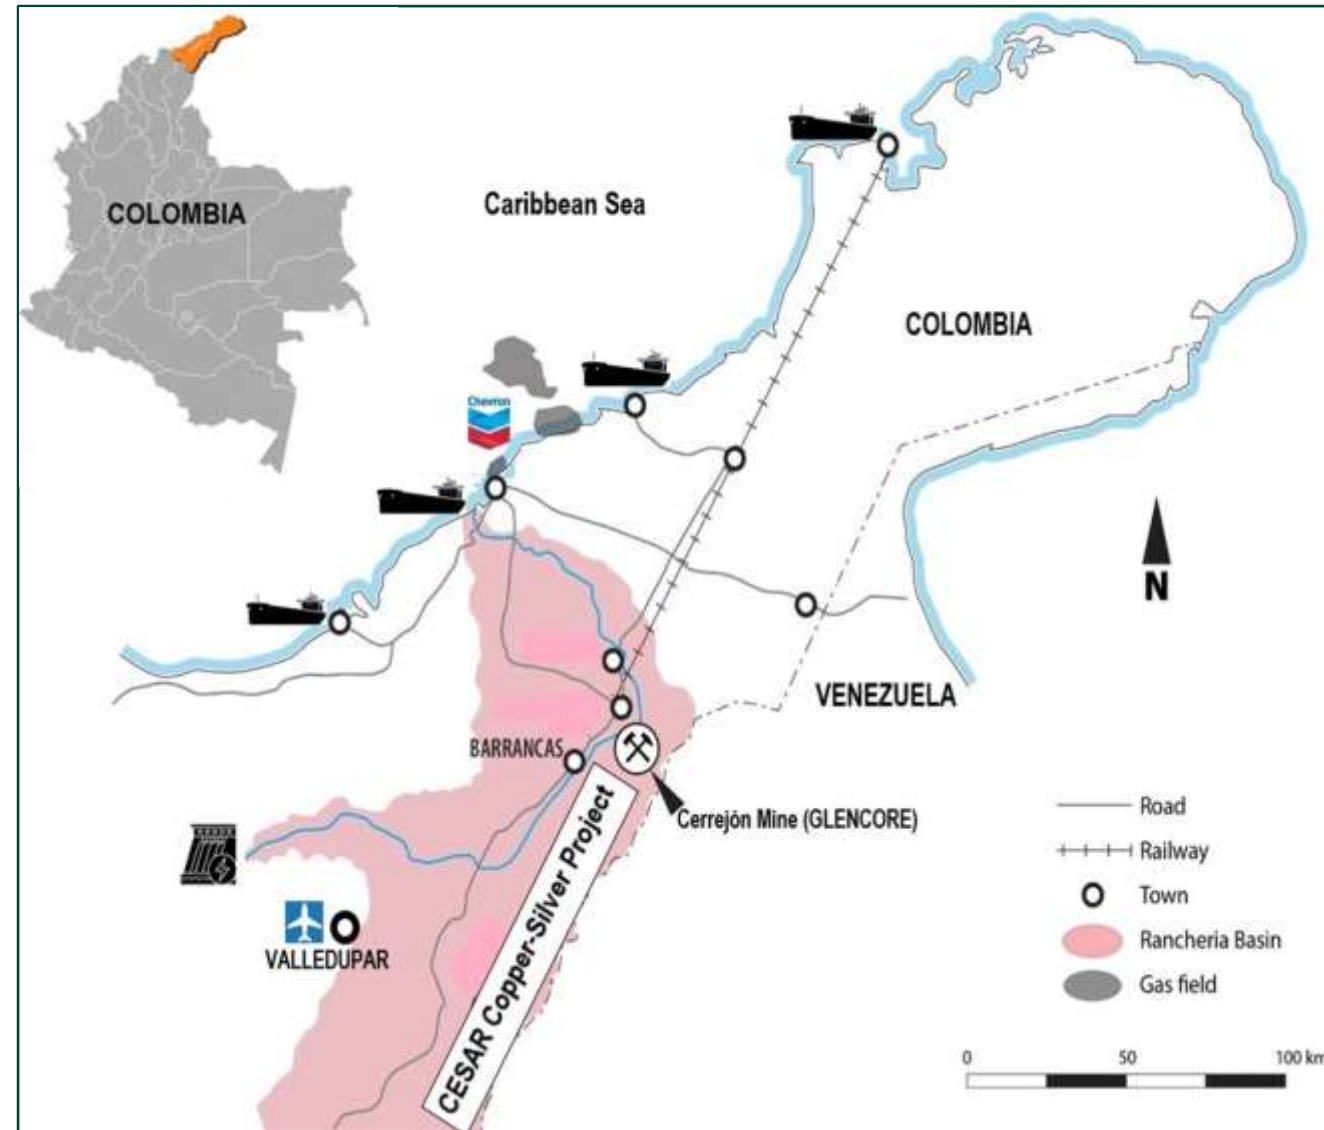 COLOMBIA
Caribbean Sea
COLOMBIA
Chevron
N
VENEZUELA
BARRANCAS
Cerrejón Mine (GLENCORE)
CESAR Copper-Silver Project
VALLEDUPAR
Road
Railway
Town
Rancheria Basin
Gas field
0 50 100 km